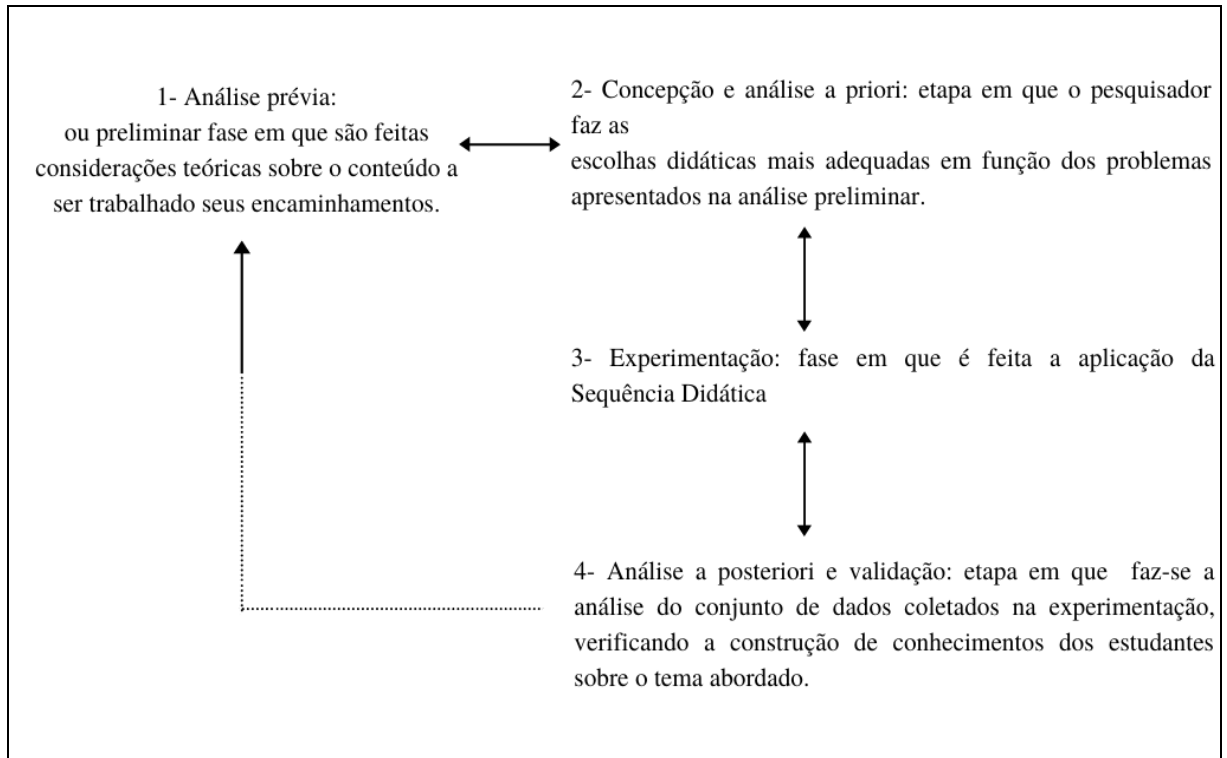 1- Análise prévia:
ou preliminar fase em que são feitas
considerações teóricas sobre o conteúdo a
ser trabalhado seus encaminhamentos.
2- Concepção e análise a priori: etapa em que o pesquisador
faz as
escolhas didáticas mais adequadas em função dos problemas
apresentados na análise preliminar.
3- Experimentação: fase em que é feita a aplicação da
Sequência Didática
4- Análise a posteriori e validação: etapa em que faz-se a
análise do conjunto de dados coletados na experimentação,
verificando a construção de conhecimentos dos estudantes
sobre o tema abordado.